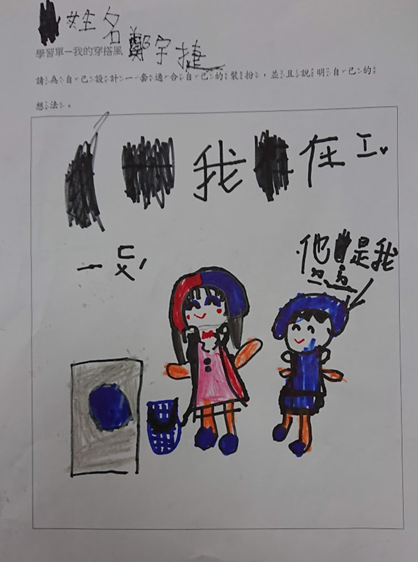 姓名
學習單－我的穿搭風 鄭宇捷
請為自己設計一套適合自己的裝扮，並且說明自己的
想法。
我在工
他是我